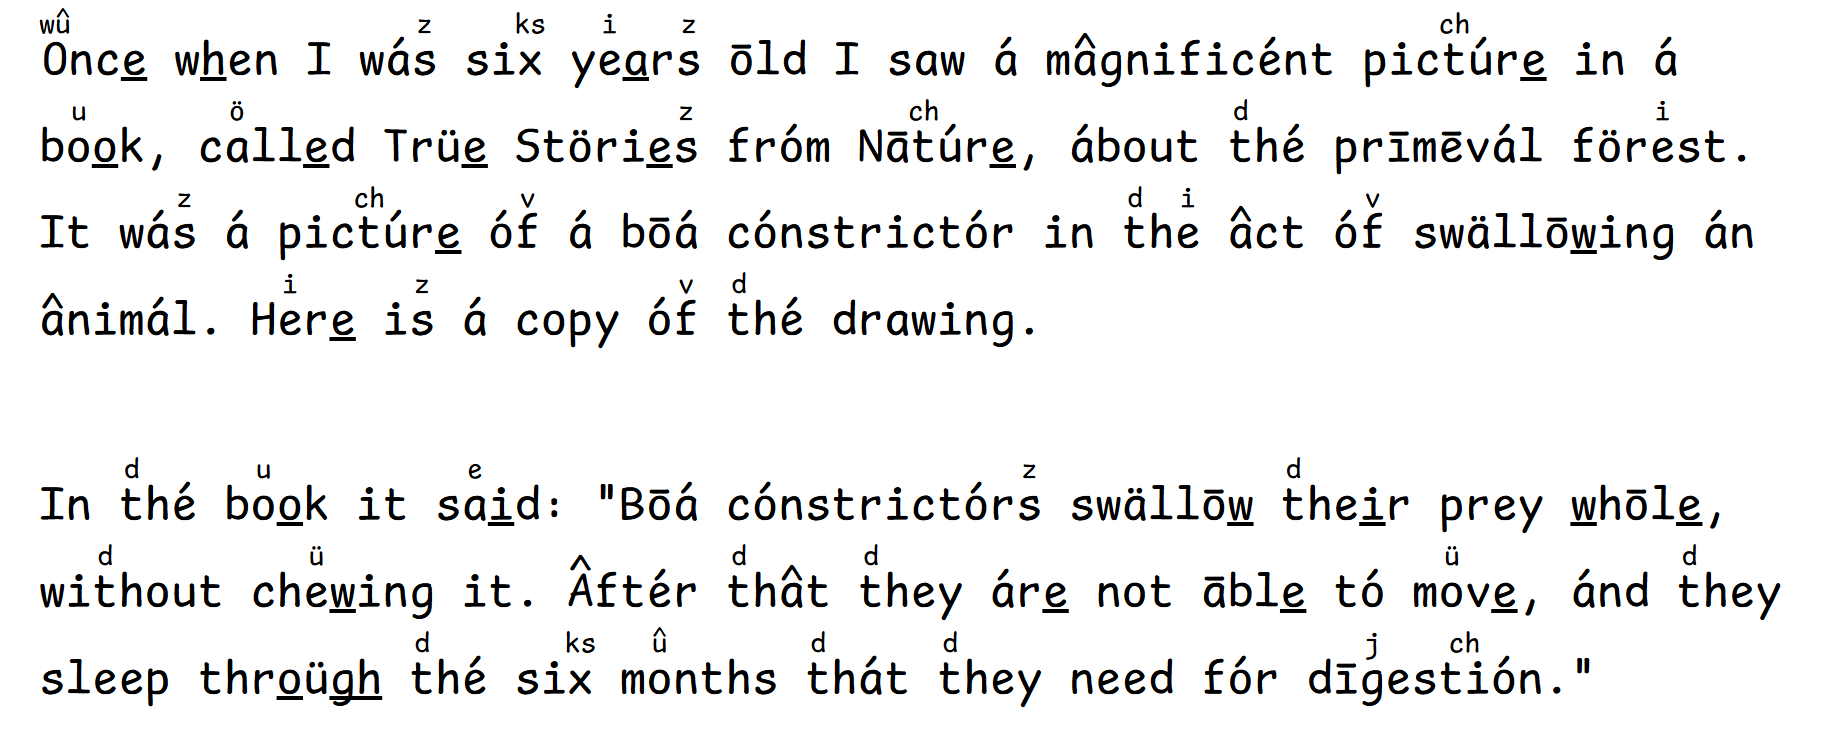 wû z ks i z ch
Once when I wás six years ōld I saw á mâgnificént pictúre in á
u ö z ch d i
book, called Trüe Störies fróm Nātúre, ábout thé prīmēvál förest.
z ch v d i v
It wás á pictúre óf á bōá cónstrictór in the âct óf swällōwing án
i z v d
ânimál. Here is á copy óf thé drawing.
d u e z d
In thé book it said: "Bōá cónstrictórs swällōw their prey whōle,
d ü d d ü d
without chewing it. Âftér thât they áre not āble tó move, ánd they
d ks û d d j ch
sleep throügh thé six months thát they need fór dīgestión."